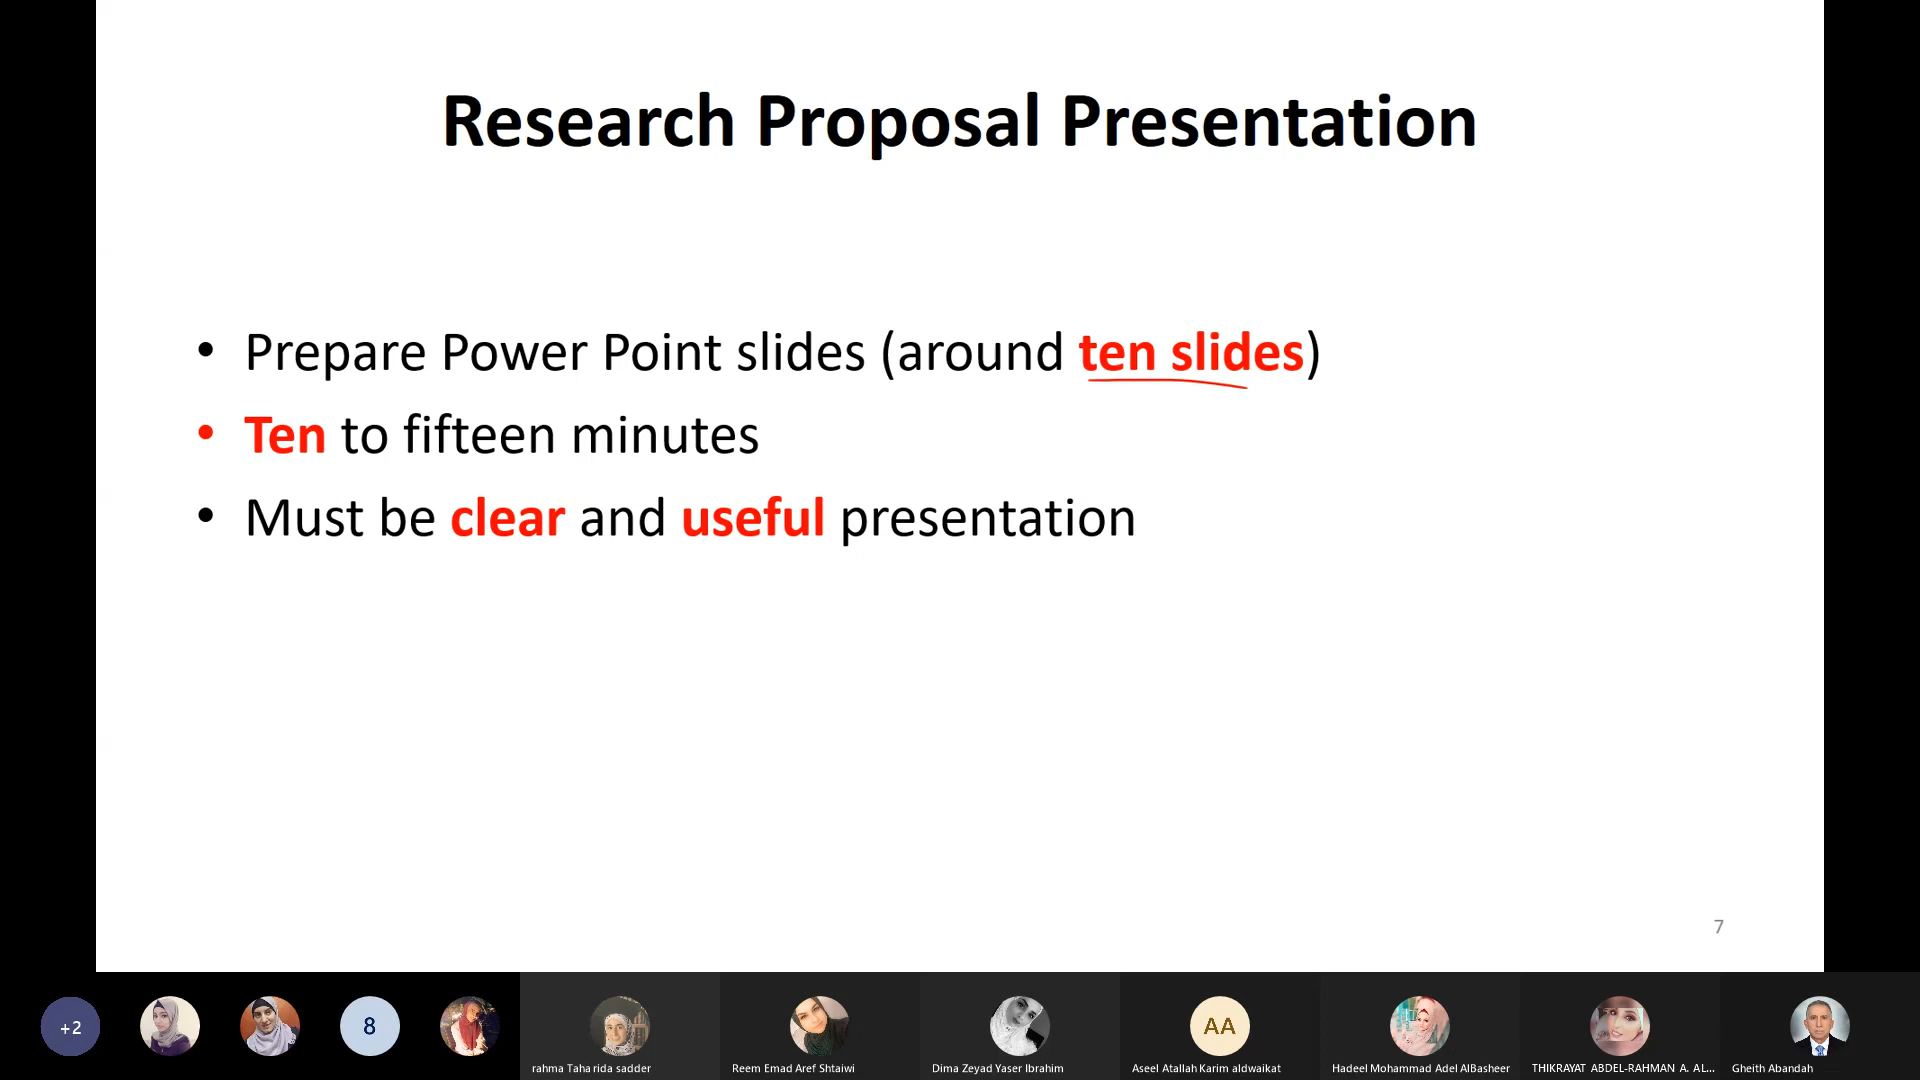 Research Proposal Presentation
• Prepare Power Point slides (around ten slides)
• Ten to fifteen minutes
• Must be clear and useful presentation
7
+2
8
AA
rahma Taha rida sadder
Reem Emad Aref Shtaiwi
Dima Zeyad Yaser Ibrahim
Aseel Atallah Karim aldwaikat
Hadeel Mohammad Adel AlBasheer
THIKRAYAT ABDEL-RAHMAN A. AL...
Gheith Abandah